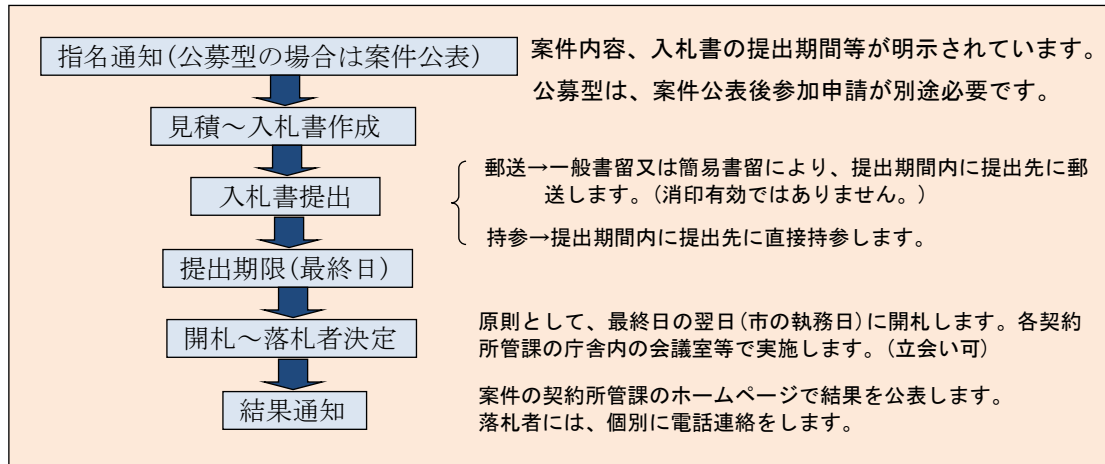 指名通知(公募型の場合は案件公表)
案件内容、入札書の提出期間等が明示されています。
公募型は、案件公表後参加申請が別途必要です。
見積～入札書作成
入札書提出
郵送→一般書留又は簡易書留により、提出期間内に提出先に郵
送します。(消印有効ではありません。)
持参→提出期間内に提出先に直接持参します。
提出期限(最終日)
開札～落札者決定
原則として、最終日の翌日(市の執務日)に開札します。各契約
所管課の庁舎内の会議室等で実施します。(立会い可)
結果通知
案件の契約所管課のホームページで結果を公表します。
落札者には、個別に電話連絡をします。